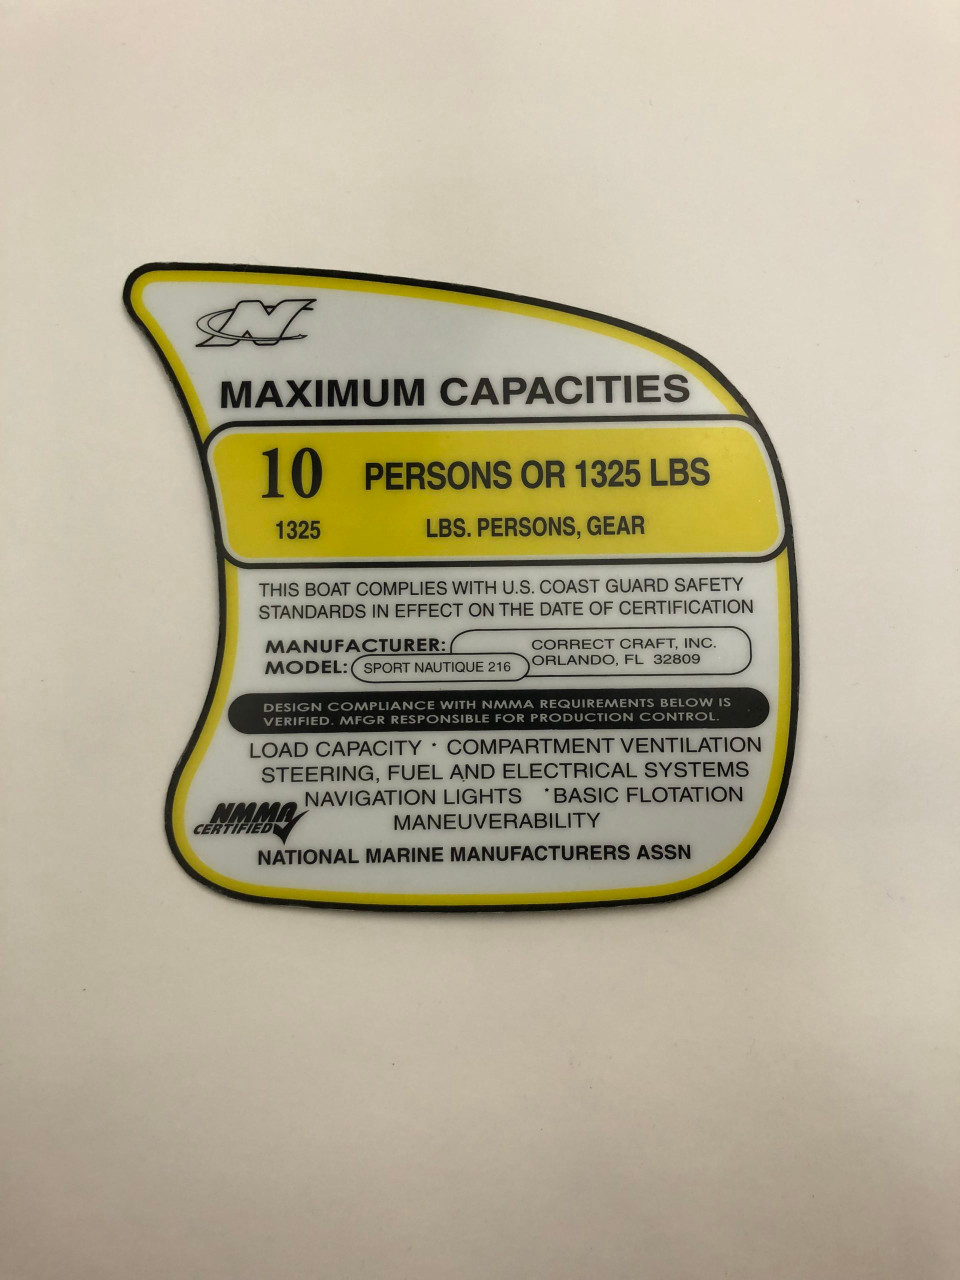 N
MAXIMUM CAPACITIES
10 PERSONS OR 1325 LBS
1325 LBS. PERSONS, GEAR
THIS BOAT COMPLIES WITH U.S. COAST GUARD SAFETY
STANDARDS IN EFFECT ON THE DATE OF CERTIFICATION
MANUFACTURER: CORRECT CRAFT, INC.
MODEL: SPORT NAUTIQUE 216 ORLANDO, FL 32809
DESIGN COMPLIANCE WITH NMMA REQUIREMENTS BELOW IS
VERIFIED. MFGR RESPONSIBLE FOR PRODUCTION CONTROL.
LOAD CAPACITY · COMPARTMENT VENTILATION
STEERING, FUEL AND ELECTRICAL SYSTEMS
NAVIGATION LIGHTS · BASIC FLOTATION
MANEUVERABILITY
NMMA
CERTIFIED
NATIONAL MARINE MANUFACTURERS ASSN